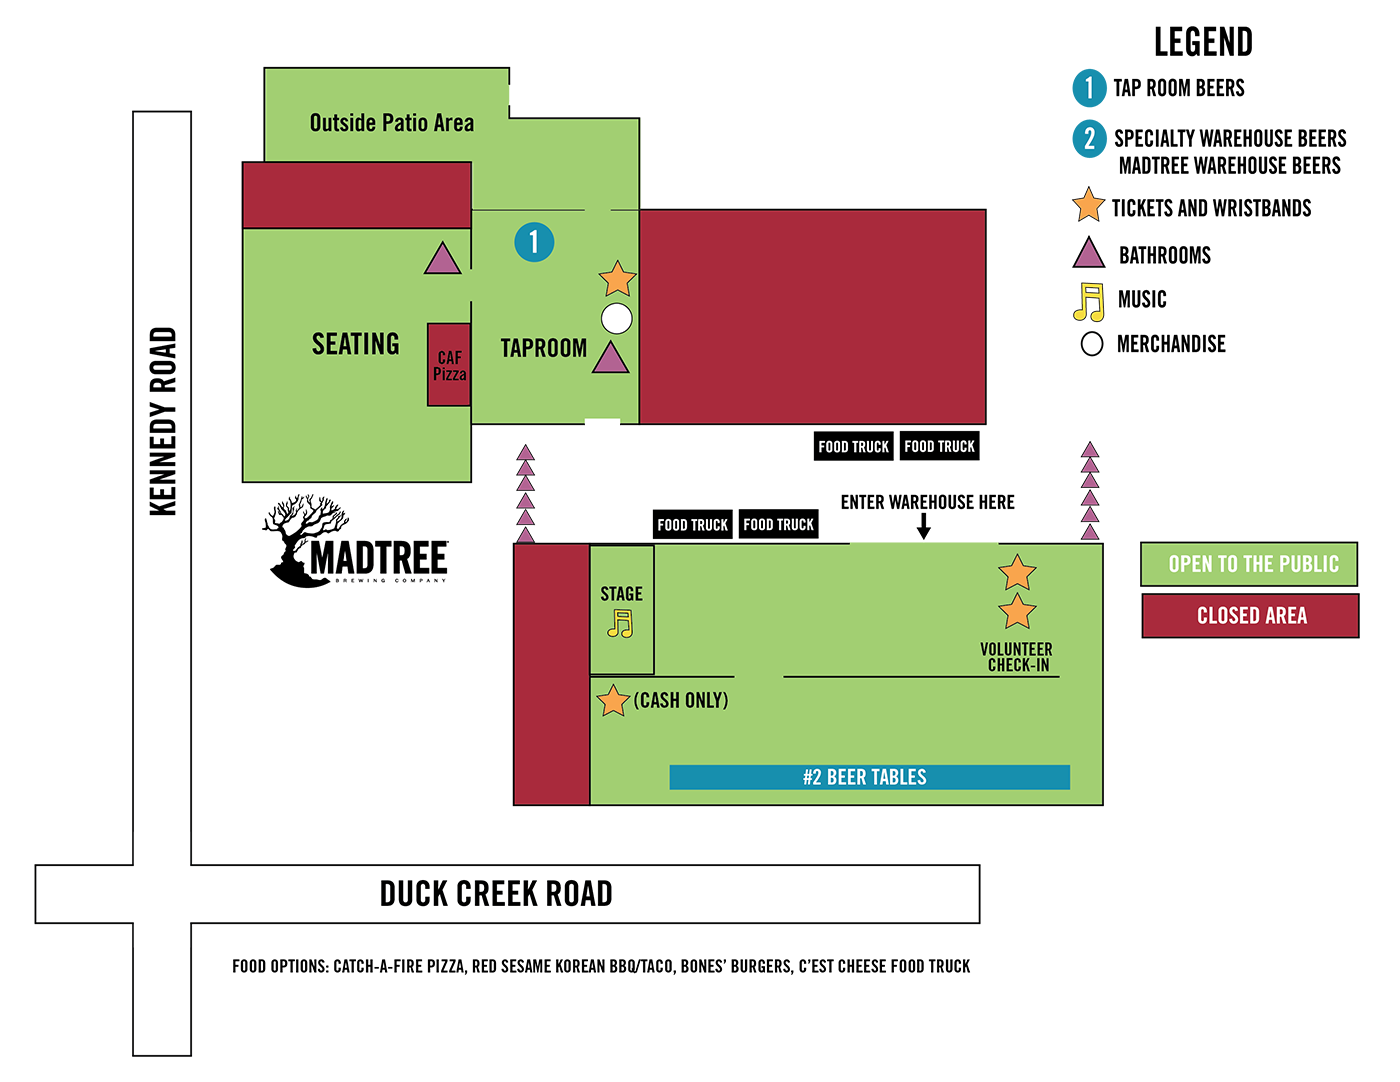 LEGEND
1 TAP ROOM BEERS
2 SPECIALTY WAREHOUSE BEERS
MADTREE WAREHOUSE BEERS
TICKETS AND WRISTBANDS
BATHROOMS
MUSIC
MERCHANDISE
Outside Patio Area
1
SEATING
CAF
Pizza
TAPROOM
KENNEDY ROAD
FOOD TRUCK
FOOD TRUCK
ENTER WAREHOUSE HERE
FOOD TRUCK
FOOD TRUCK
MADTREE
BREWING COMPANY
STAGE
VOLUNTEER
CHECK-IN
(CASH ONLY)
#2 BEER TABLES
OPEN TO THE PUBLIC
CLOSED AREA
DUCK CREEK ROAD
FOOD OPTIONS: CATCH-A-FIRE PIZZA, RED SESAME KOREAN BBQ/TACO, BONES' BURGERS, C'EST CHEESE FOOD TRUCK